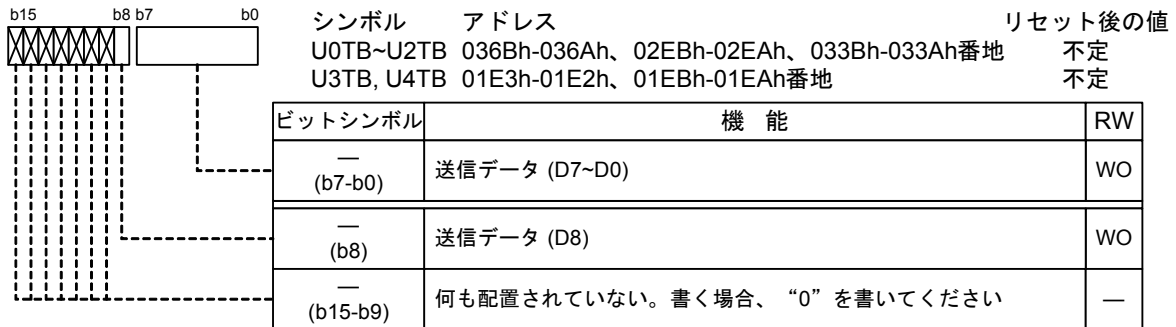 b15 b8 b7 b0
シンボル アドレス リセット後の値
U0TB~U2TB 036Bh-036Ah、02EBh-02EAh、033Bh-033Ah番地 不定
U3TB, U4TB 01E3h-01E2h、01EBh-01EAh番地 不定
ビットシンボル 機 能 RW
—
(b7-b0) 送信データ (D7~D0) WO
—
(b8) 送信データ (D8) WO
—
(b15-b9) 何も配置されていない。書く場合、“0”を書いてください —